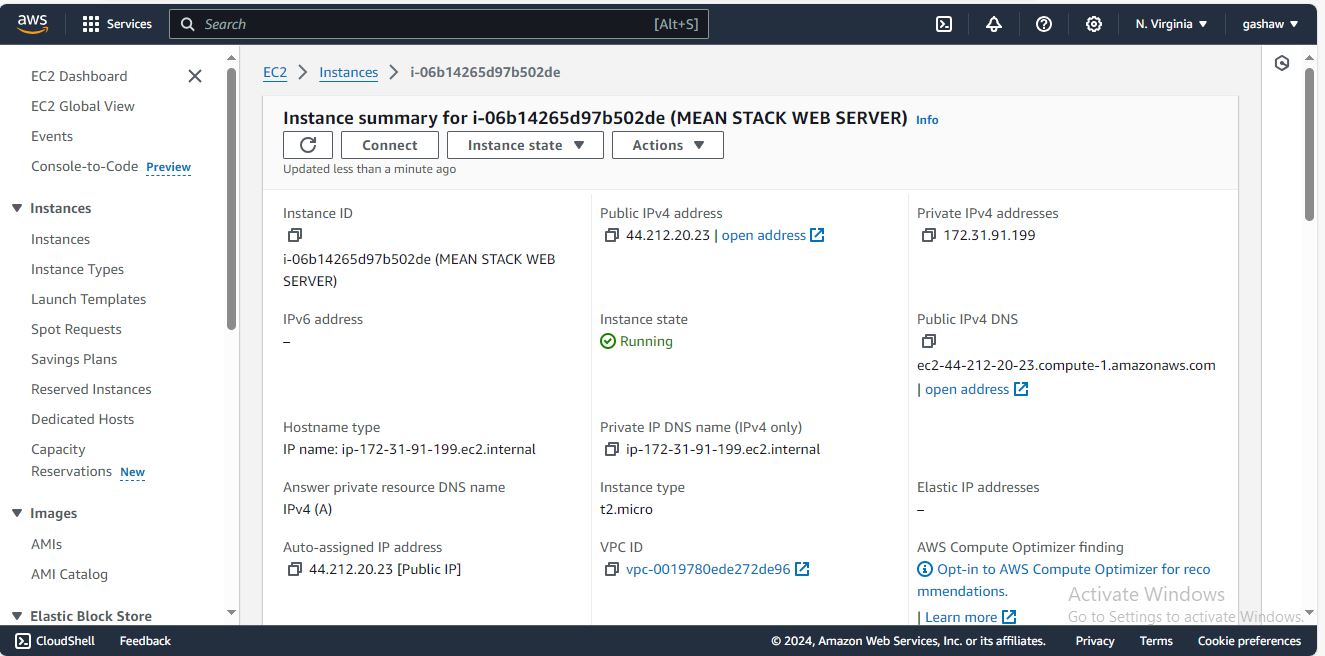 aws
Services
Search
[Alt+S]
N. Virginia
gashaw
EC2 Dashboard
EC2 Global View
Events
Console-to-Code Preview
Instances
Instances
Instance Types
Launch Templates
Spot Requests
Savings Plans
Reserved Instances
Dedicated Hosts
Capacity
Reservations New
Images
AMIs
AMI Catalog
Elastic Block Store
EC2 > Instances > i-06b14265d97b502de
Instance summary for i-06b14265d97b502de (MEAN STACK WEB SERVER) Info
Connect
Instance state
Actions
Updated less than a minute ago
Instance ID
i-06b14265d97b502de (MEAN STACK WEB
SERVER)
Public IPv4 address
44.212.20.23 | open address
Private IPv4 addresses
172.31.91.199
IPv6 address
–
Instance state
Running
Public IPv4 DNS
ec2-44-212-20-23.compute-1.amazonaws.com
| open address
Hostname type
IP name: ip-172-31-91-199.ec2.internal
Private IP DNS name (IPv4 only)
ip-172-31-91-199.ec2.internal
Answer private resource DNS name
IPv4 (A)
Instance type
t2.micro
Elastic IP addresses
–
Auto-assigned IP address
44.212.20.23 [Public IP]
VPC ID
vpc-0019780ede272de96
AWS Compute Optimizer finding
Opt-in to AWS Compute Optimizer for reco
mmendations.
| Learn more
Activate Windows
Go to Settings to activate Windows.
CloudShell
Feedback
© 2024, Amazon Web Services, Inc. or its affiliates.
Privacy
Terms
Cookie preferences